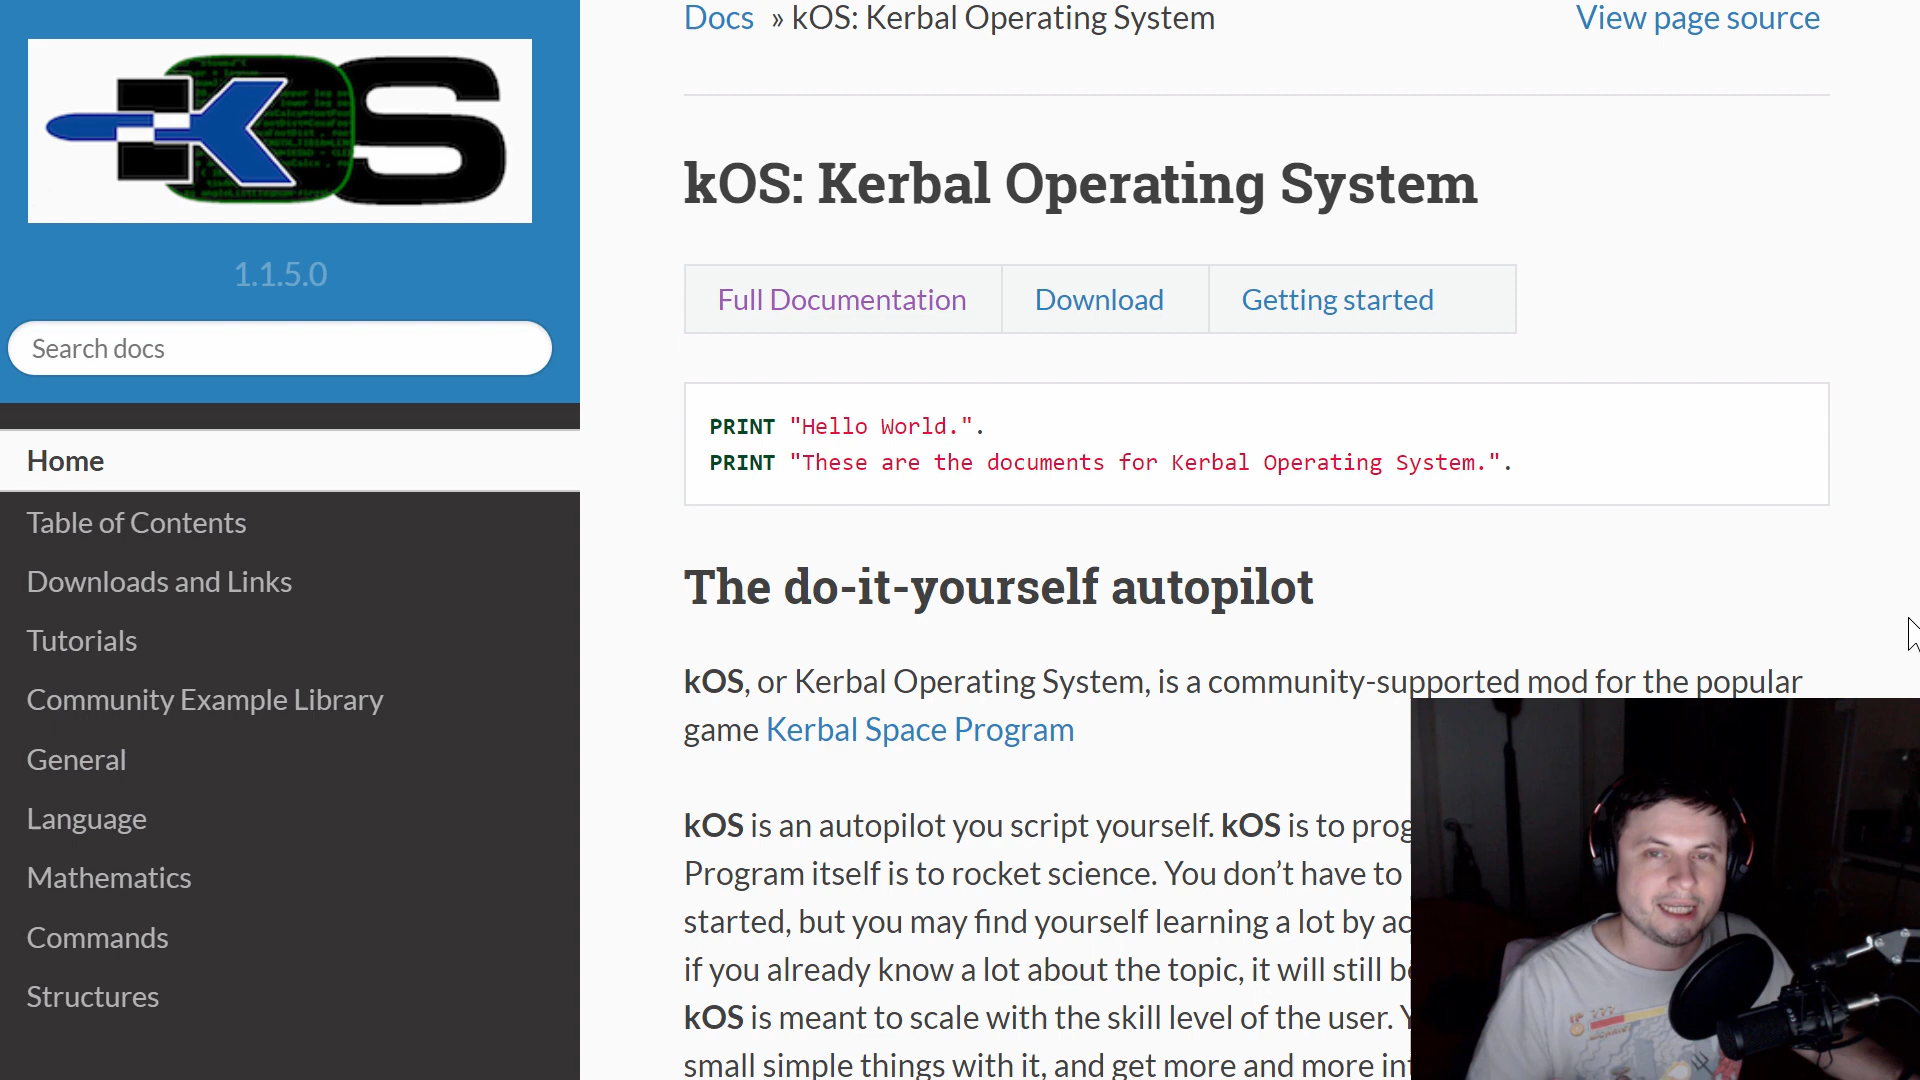 kOS
1.1.5.0
Search docs
Home
Table of Contents
Downloads and Links
Tutorials
Community Example Library
General
Language
Mathematics
Commands
Structures
Docs » kOS: Kerbal Operating System
View page source
kOS: Kerbal Operating System
Full Documentation
Download
Getting started
PRINT "Hello World.".
PRINT "These are the documents for Kerbal Operating System.".
The do-it-yourself autopilot
kOS, or Kerbal Operating System, is a community-supported mod for the popular
game Kerbal Space Program
kOS is an autopilot you script yourself. kOS is to prog
Program itself is to rocket science. You don’t have to
started, but you may find yourself learning a lot by ac
if you already know a lot about the topic, it will still
kOS is meant to scale with the skill level of the user.
small simple things with it, and get more and more